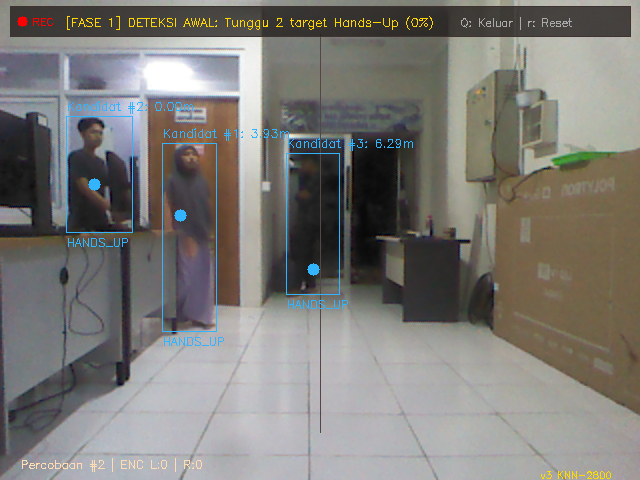 REC [FASE 1] DETEKSI AWAL: Tunggu 2 target Hands-Up (0%) Q: Keluar | r: Reset
Kandidat #2: 0.00m
Kandidat #1: 3.93m
Kandidat #3: 6.29m
POLYTRON
HANDS_UP
HANDS_UP
HANDS_UP
Percobaan #2 | ENC L:0 | R:0
v3 KNN-2800